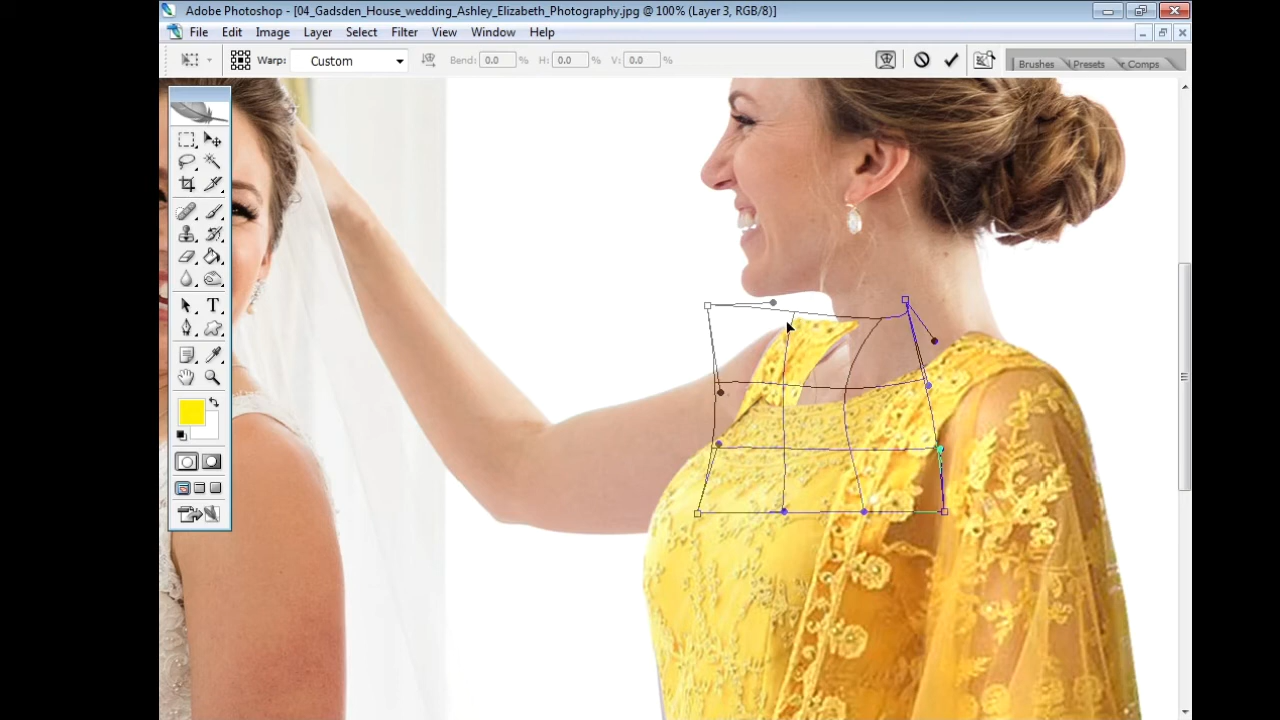 Adobe Photoshop - [04_Gadsden_House_wedding_Ashley_Elizabeth_Photography.jpg @ 100% (Layer 3, RGB/8)]
File Edit Image Layer Select Filter View Window Help
Warp: Custom Bend: 0.0 % H: 0.0 % V: 0.0 % Brushes Presets Comps
T